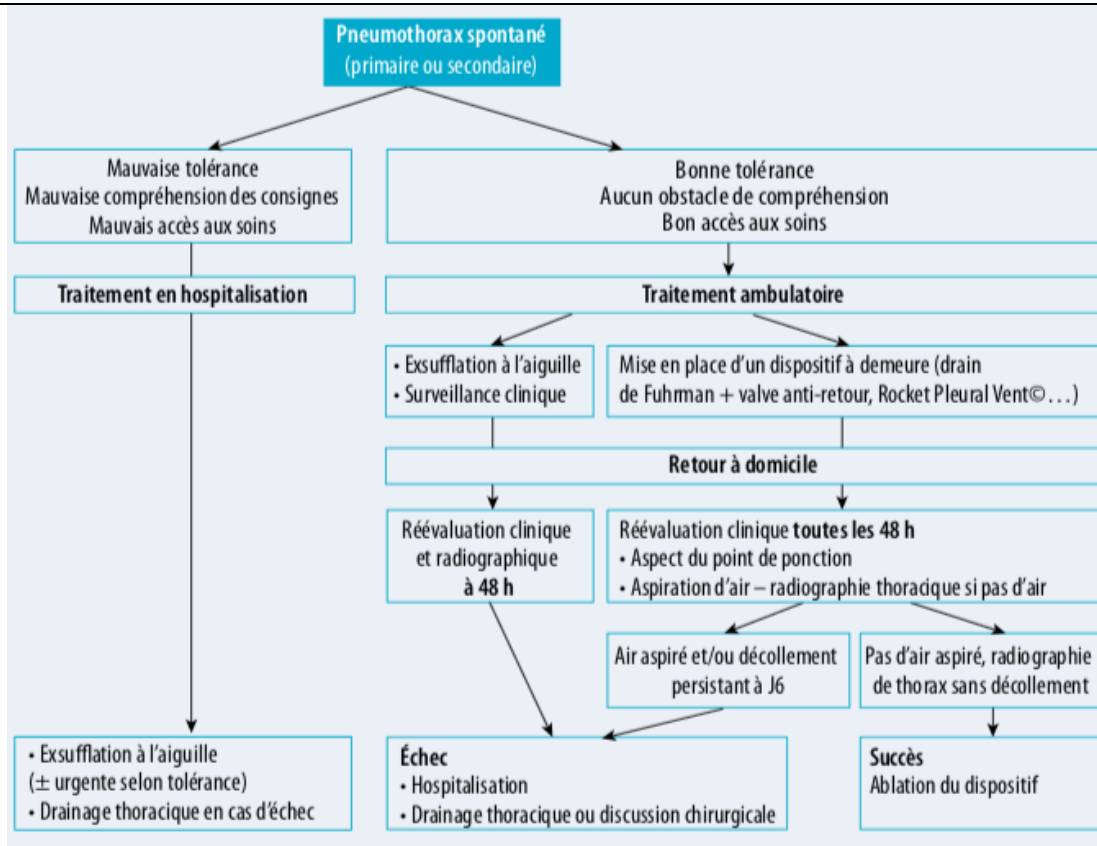 Pneumothorax spontané
(primaire ou secondaire)
Mauvaise tolérance
Mauvaise compréhension des consignes
Mauvais accès aux soins
Bonne tolérance
Aucun obstacle de compréhension
Bon accès aux soins
Traitement en hospitalisation
Traitement ambulatoire
• Exsufflation à l'aiguille
• Surveillance clinique
Mise en place d'un dispositif à demeure (drain
de Fuhrman + valve anti-retour, Rocket Pleural Vent©…)
Retour à domicile
Réévaluation clinique
et radiographique
à 48 h
Réévaluation clinique toutes les 48 h
• Aspect du point de ponction
• Aspiration d'air – radiographie thoracique si pas d'air
Air aspiré et/ou décollement
persistant à J6
Pas d'air aspiré, radiographie
de thorax sans décollement
• Exsufflation à l'aiguille
(± urgente selon tolérance)
• Drainage thoracique en cas d'échec
Échec
• Hospitalisation
• Drainage thoracique ou discussion chirurgicale
Succès
Ablation du dispositif